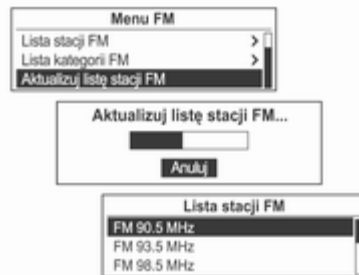 Menu FM
Lista stacji FM >
Lista kategorii FM >
Aktualizuj listę stacji FM
Aktualizuj listę stacji FM...
Anuluj
Lista stacji FM
FM 90.5 MHz
FM 93.5 MHz
FM 98.5 MHz